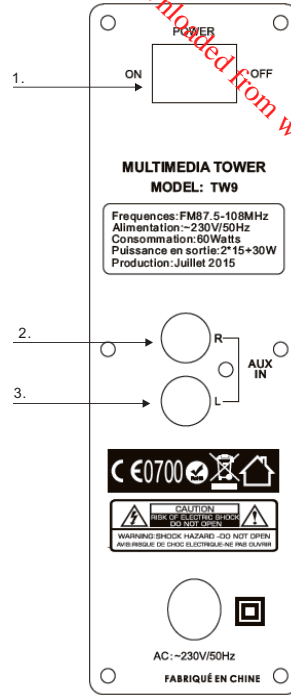 POWER
1.
ON
OFF
nloaded from w
MULTIMEDIA TOWER
MODEL: TW9
Frequences:FM87.5-108MHz
Alimentation:~230V/50Hz
Consommation:60Watts
Puissance en sortie:2*15+30W
Production:Juillet 2015
2.
R
AUX
IN
3.
L
CE0700
CAUTION
RISK OF ELECTRIC SHOCK
DO NOT OPEN
WARNING:SHOCK HAZARD -DO NOT OPEN
AVIS:RISQUE DE CHOC ELECTRIQUE-NE PAS OUVRIR
AC:~230V/50Hz
FABRIQUÉ EN CHINE